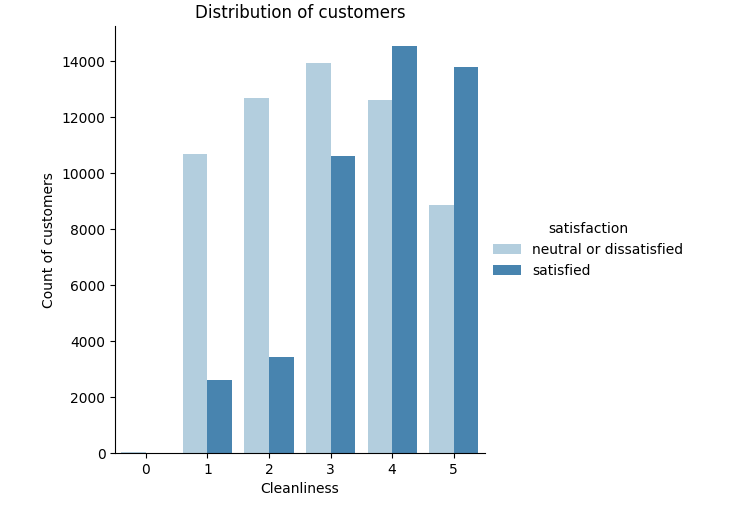 Distribution of customers
14000
12000
10000
8000
6000
4000
2000
0
Count of customers
0 1 2 3 4 5
Cleanliness
satisfaction
neutral or dissatisfied
satisfied